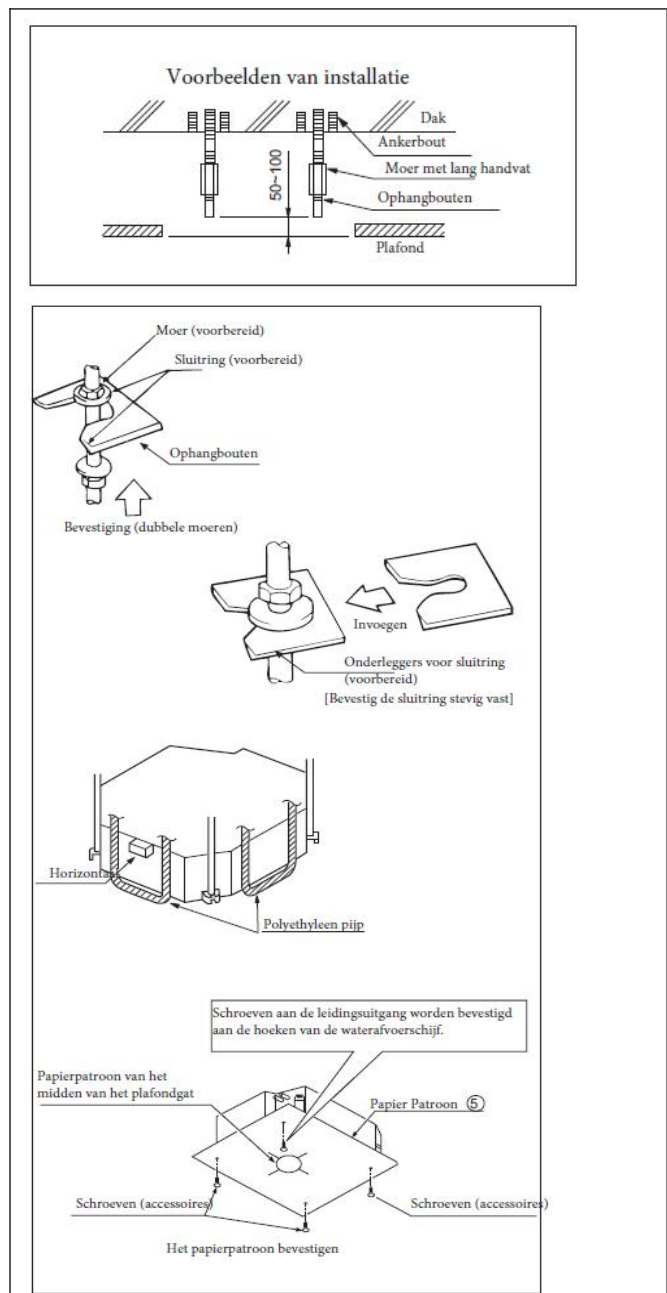 Voorbeelden van installatie
Dak
Ankerbout
Moer met lang handvat
50~100
Ophangbouten
Plafond
Moer (voorbereid)
Sluitring (voorbereid)
Ophangbouten
Bevestiging (dubbele moeren)
Invoegen
Onderleggers voor sluitring
(voorbereid)
[Bevestig de sluitring stevig vast]
Horizontaal
Polyethyleen pijp
Schroeven aan de leidingsuitgang worden bevestigd
aan de hoeken van de waterafvoerschijf.
Papierpatroon van het
midden van het plafondgat
Papier Patroon ⑤
Schroeven (accessoires)
Schroeven (accessoires)
Het papierpatroon bevestigen